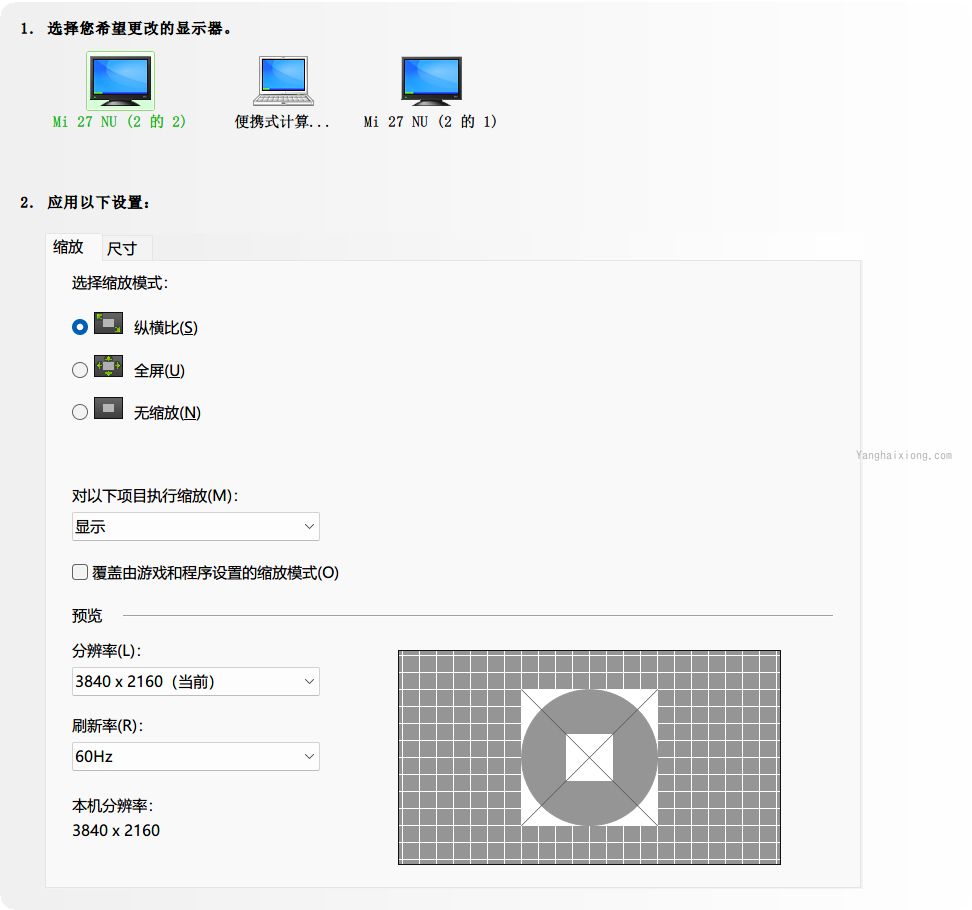 1. 选择您希望更改的显示器。
Mi 27 NU (2 的 2) 便携式计算... Mi 27 NU (2 的 1)
2. 应用以下设置：
缩放 尺寸
选择缩放模式：
纵横比(S)
全屏(U)
无缩放(N)
Yanghaixiong.com
对以下项目执行缩放(M)：
显示
覆盖由游戏和程序设置的缩放模式(O)
预览
分辨率(L)：
3840 x 2160（当前）
刷新率(R)：
60Hz
本机分辨率：
3840 x 2160